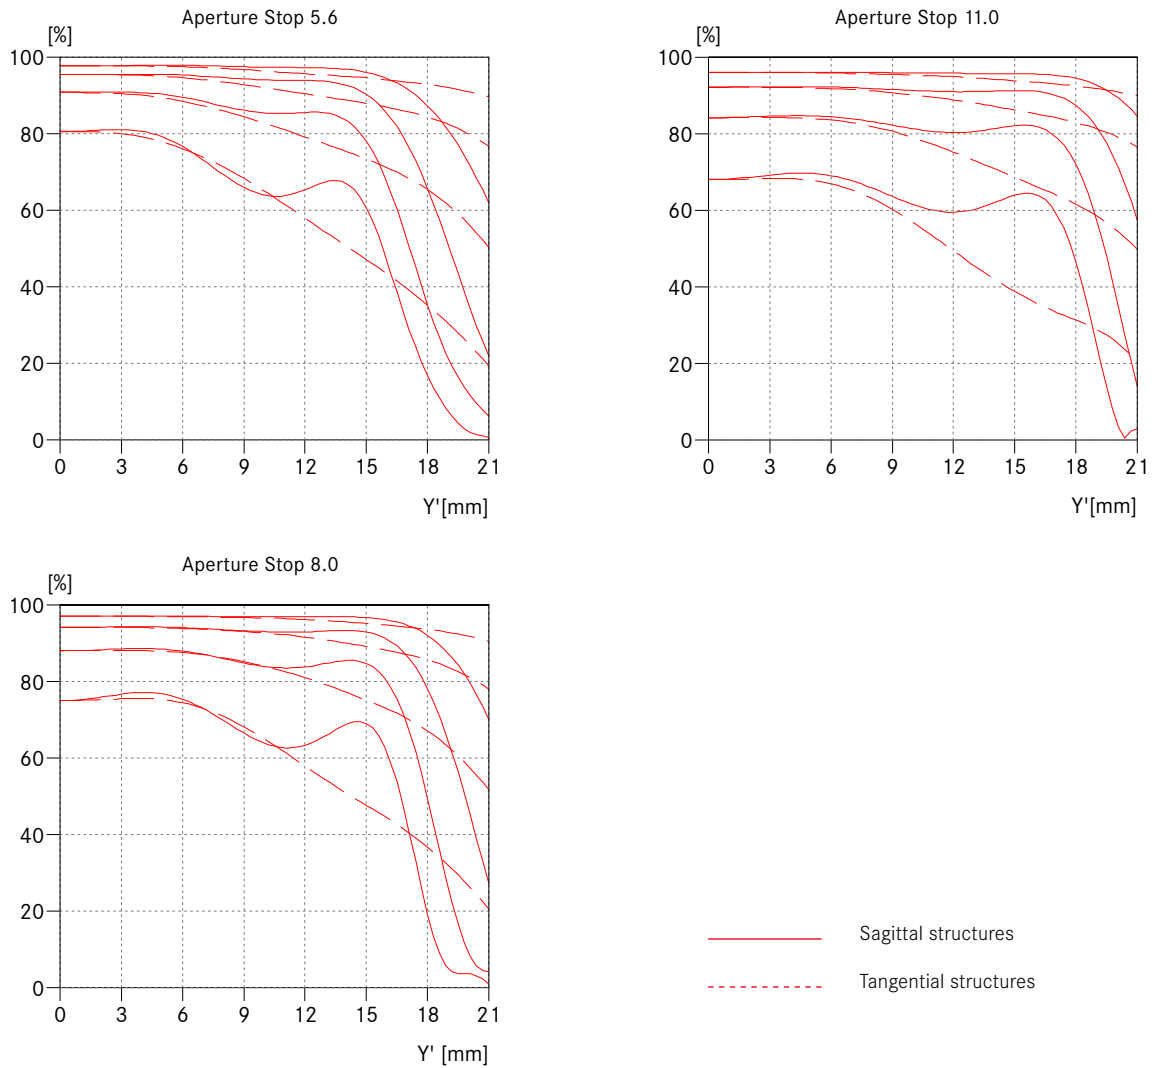 Aperture Stop 5.6
[%]
100
80
60
40
20
0
0 3 6 9 12 15 18 21
Y'[mm]
Aperture Stop 11.0
[%]
100
80
60
40
20
0
0 3 6 9 12 15 18 21
Y'[mm]
Aperture Stop 8.0
[%]
100
80
60
40
20
0
0 3 6 9 12 15 18 21
Y' [mm]
Sagittal structures
Tangential structures